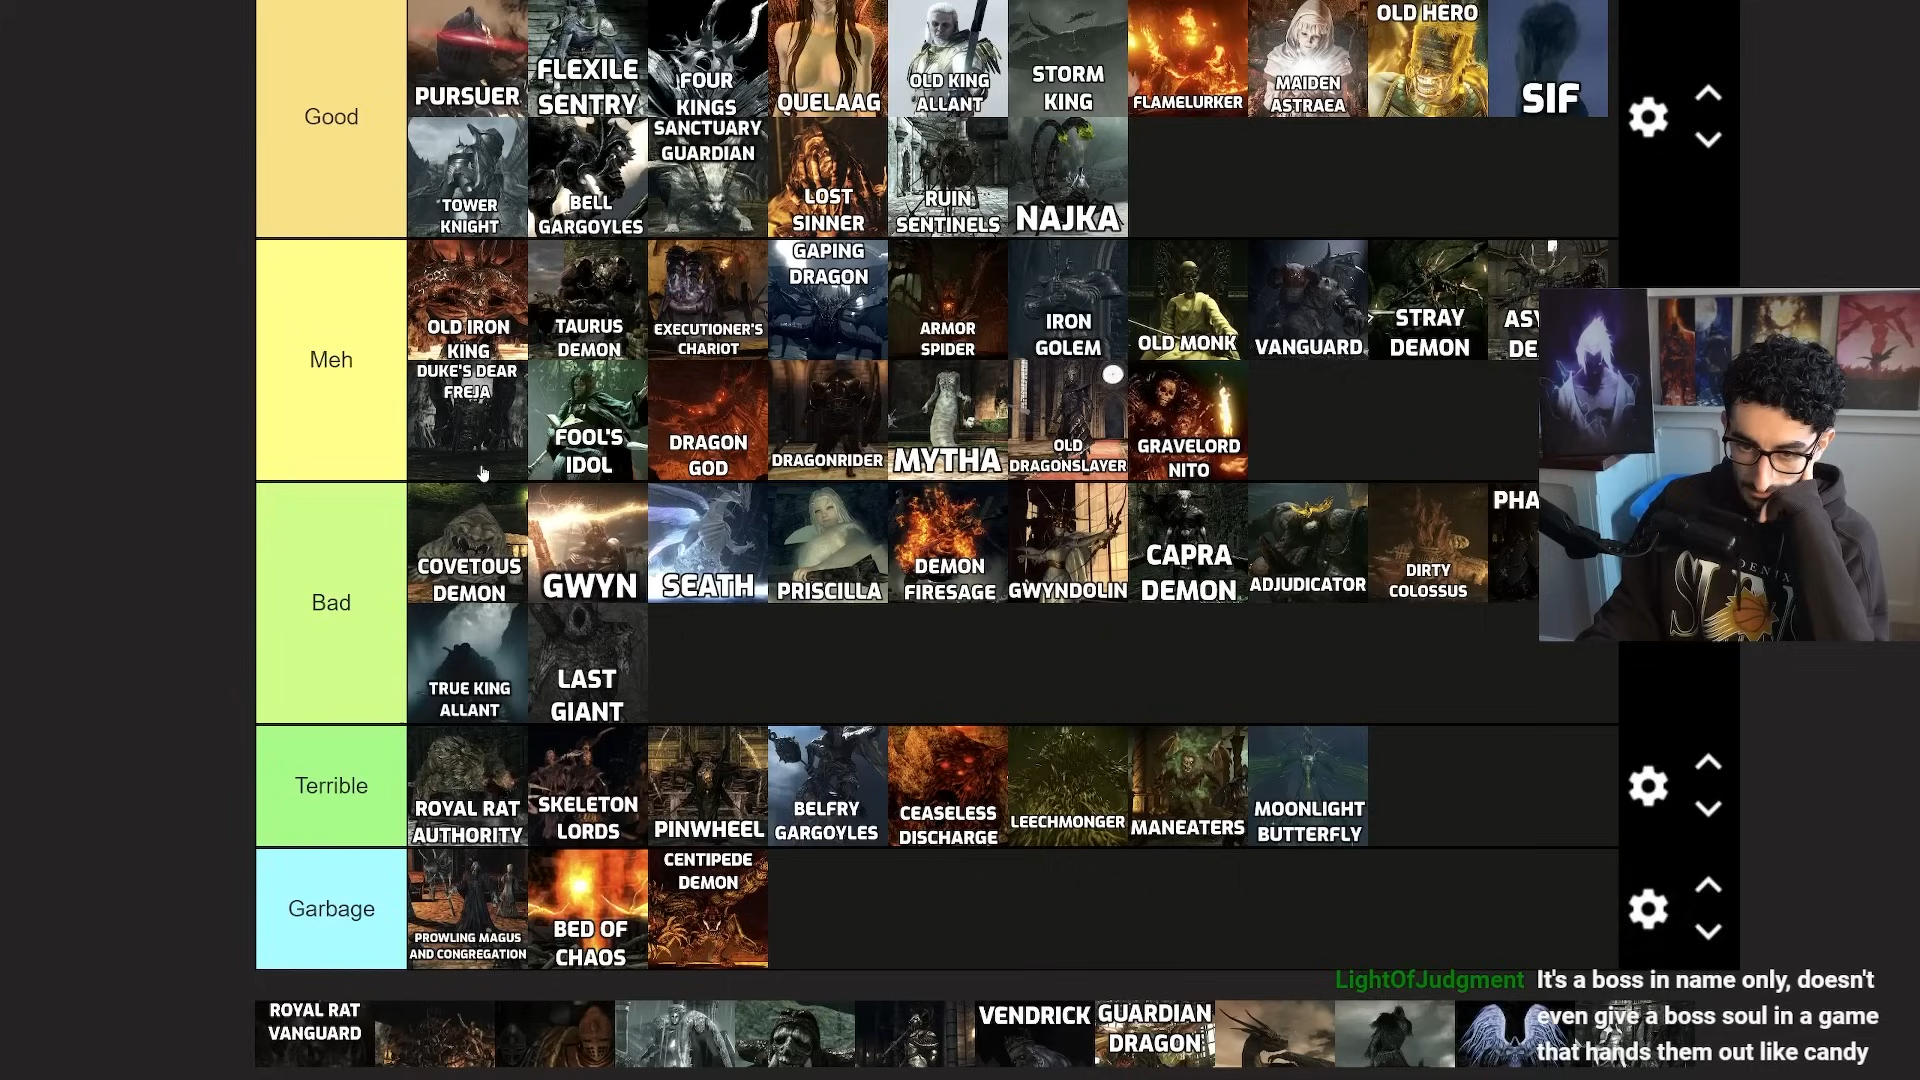 Good
PURSUER
FLEXILE
SENTRY
FOUR
KINGS
QUELAAG
OLD KING
ALLANT
STORM
KING
FLAMELURKER
MAIDEN
ASTRAEA
OLD HERO
SIF
TOWER
KNIGHT
BELL
GARGOYLES
SANCTUARY
GUARDIAN
LOST
SINNER
RUIN
SENTINELS
NAJKA
Meh
OLD IRON
KING
TAURUS
DEMON
EXECUTIONER'S
CHARIOT
GAPING
DRAGON
ARMOR
SPIDER
IRON
GOLEM
OLD MONK
VANGUARD
STRAY
DEMON
ASY
DE
DUKE'S DEAR
FREJA
FOOL'S
IDOL
DRAGON
GOD
DRAGONRIDER
MYTHA
OLD
DRAGONSLAYER
GRAVELORD
NITO
Bad
COVETOUS
DEMON
GWYN
SEATH
PRISCILLA
DEMON
FIRESAGE
GWYNDOLIN
CAPRA
DEMON
ADJUDICATOR
DIRTY
COLOSSUS
PHA
TRUE KING
ALLANT
LAST
GIANT
Terrible
ROYAL RAT
AUTHORITY
SKELETON
LORDS
PINWHEEL
BELFRY
GARGOYLES
CEASELESS
DISCHARGE
LEECHMONGER
MANEATERS
MOONLIGHT
BUTTERFLY
Garbage
PROWLING MAGUS
AND CONGREGATION
BED OF
CHAOS
CENTIPEDE
DEMON
ROYAL RAT
VANGUARD
VENDRICK
GUARDIAN
DRAGON
LightOfJudgment It's a boss in name only, doesn't
even give a boss soul in a game
that hands them out like candy